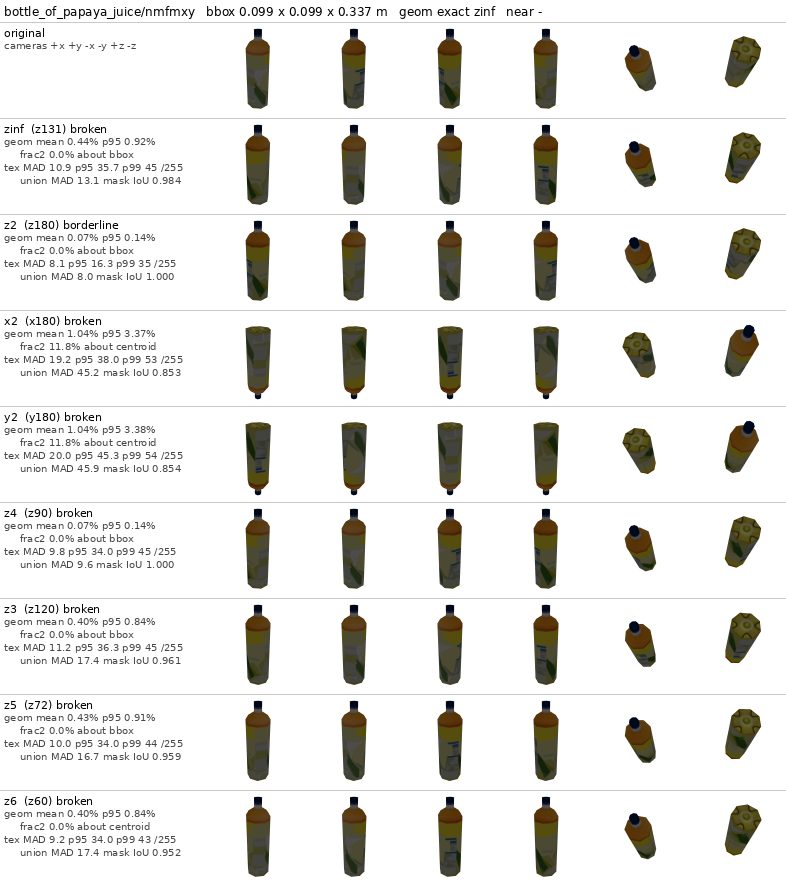 bottle_of_papaya_juice/nmfmxy bbox 0.099 x 0.099 x 0.337 m geom exact zinf near -
original
cameras +x +y -x -y +z -z
zinf (z131) broken
geom mean 0.44% p95 0.92%
frac2 0.0% about bbox
tex MAD 10.9 p95 35.7 p99 45 /255
union MAD 13.1 mask IoU 0.984
z2 (z180) borderline
geom mean 0.07% p95 0.14%
frac2 0.0% about bbox
tex MAD 8.1 p95 16.3 p99 35 /255
union MAD 8.0 mask IoU 1.000
x2 (x180) broken
geom mean 1.04% p95 3.37%
frac2 11.8% about centroid
tex MAD 19.2 p95 38.0 p99 53 /255
union MAD 45.2 mask IoU 0.853
y2 (y180) broken
geom mean 1.04% p95 3.38%
frac2 11.8% about centroid
tex MAD 20.0 p95 45.3 p99 54 /255
union MAD 45.9 mask IoU 0.854
z4 (z90) broken
geom mean 0.07% p95 0.14%
frac2 0.0% about bbox
tex MAD 9.8 p95 34.0 p99 45 /255
union MAD 9.6 mask IoU 1.000
z3 (z120) broken
geom mean 0.40% p95 0.84%
frac2 0.0% about bbox
tex MAD 11.2 p95 36.3 p99 45 /255
union MAD 17.4 mask IoU 0.961
z5 (z72) broken
geom mean 0.43% p95 0.91%
frac2 0.0% about bbox
tex MAD 10.0 p95 34.0 p99 44 /255
union MAD 16.7 mask IoU 0.959
z6 (z60) broken
geom mean 0.40% p95 0.84%
frac2 0.0% about centroid
tex MAD 9.2 p95 34.0 p99 43 /255
union MAD 17.4 mask IoU 0.952